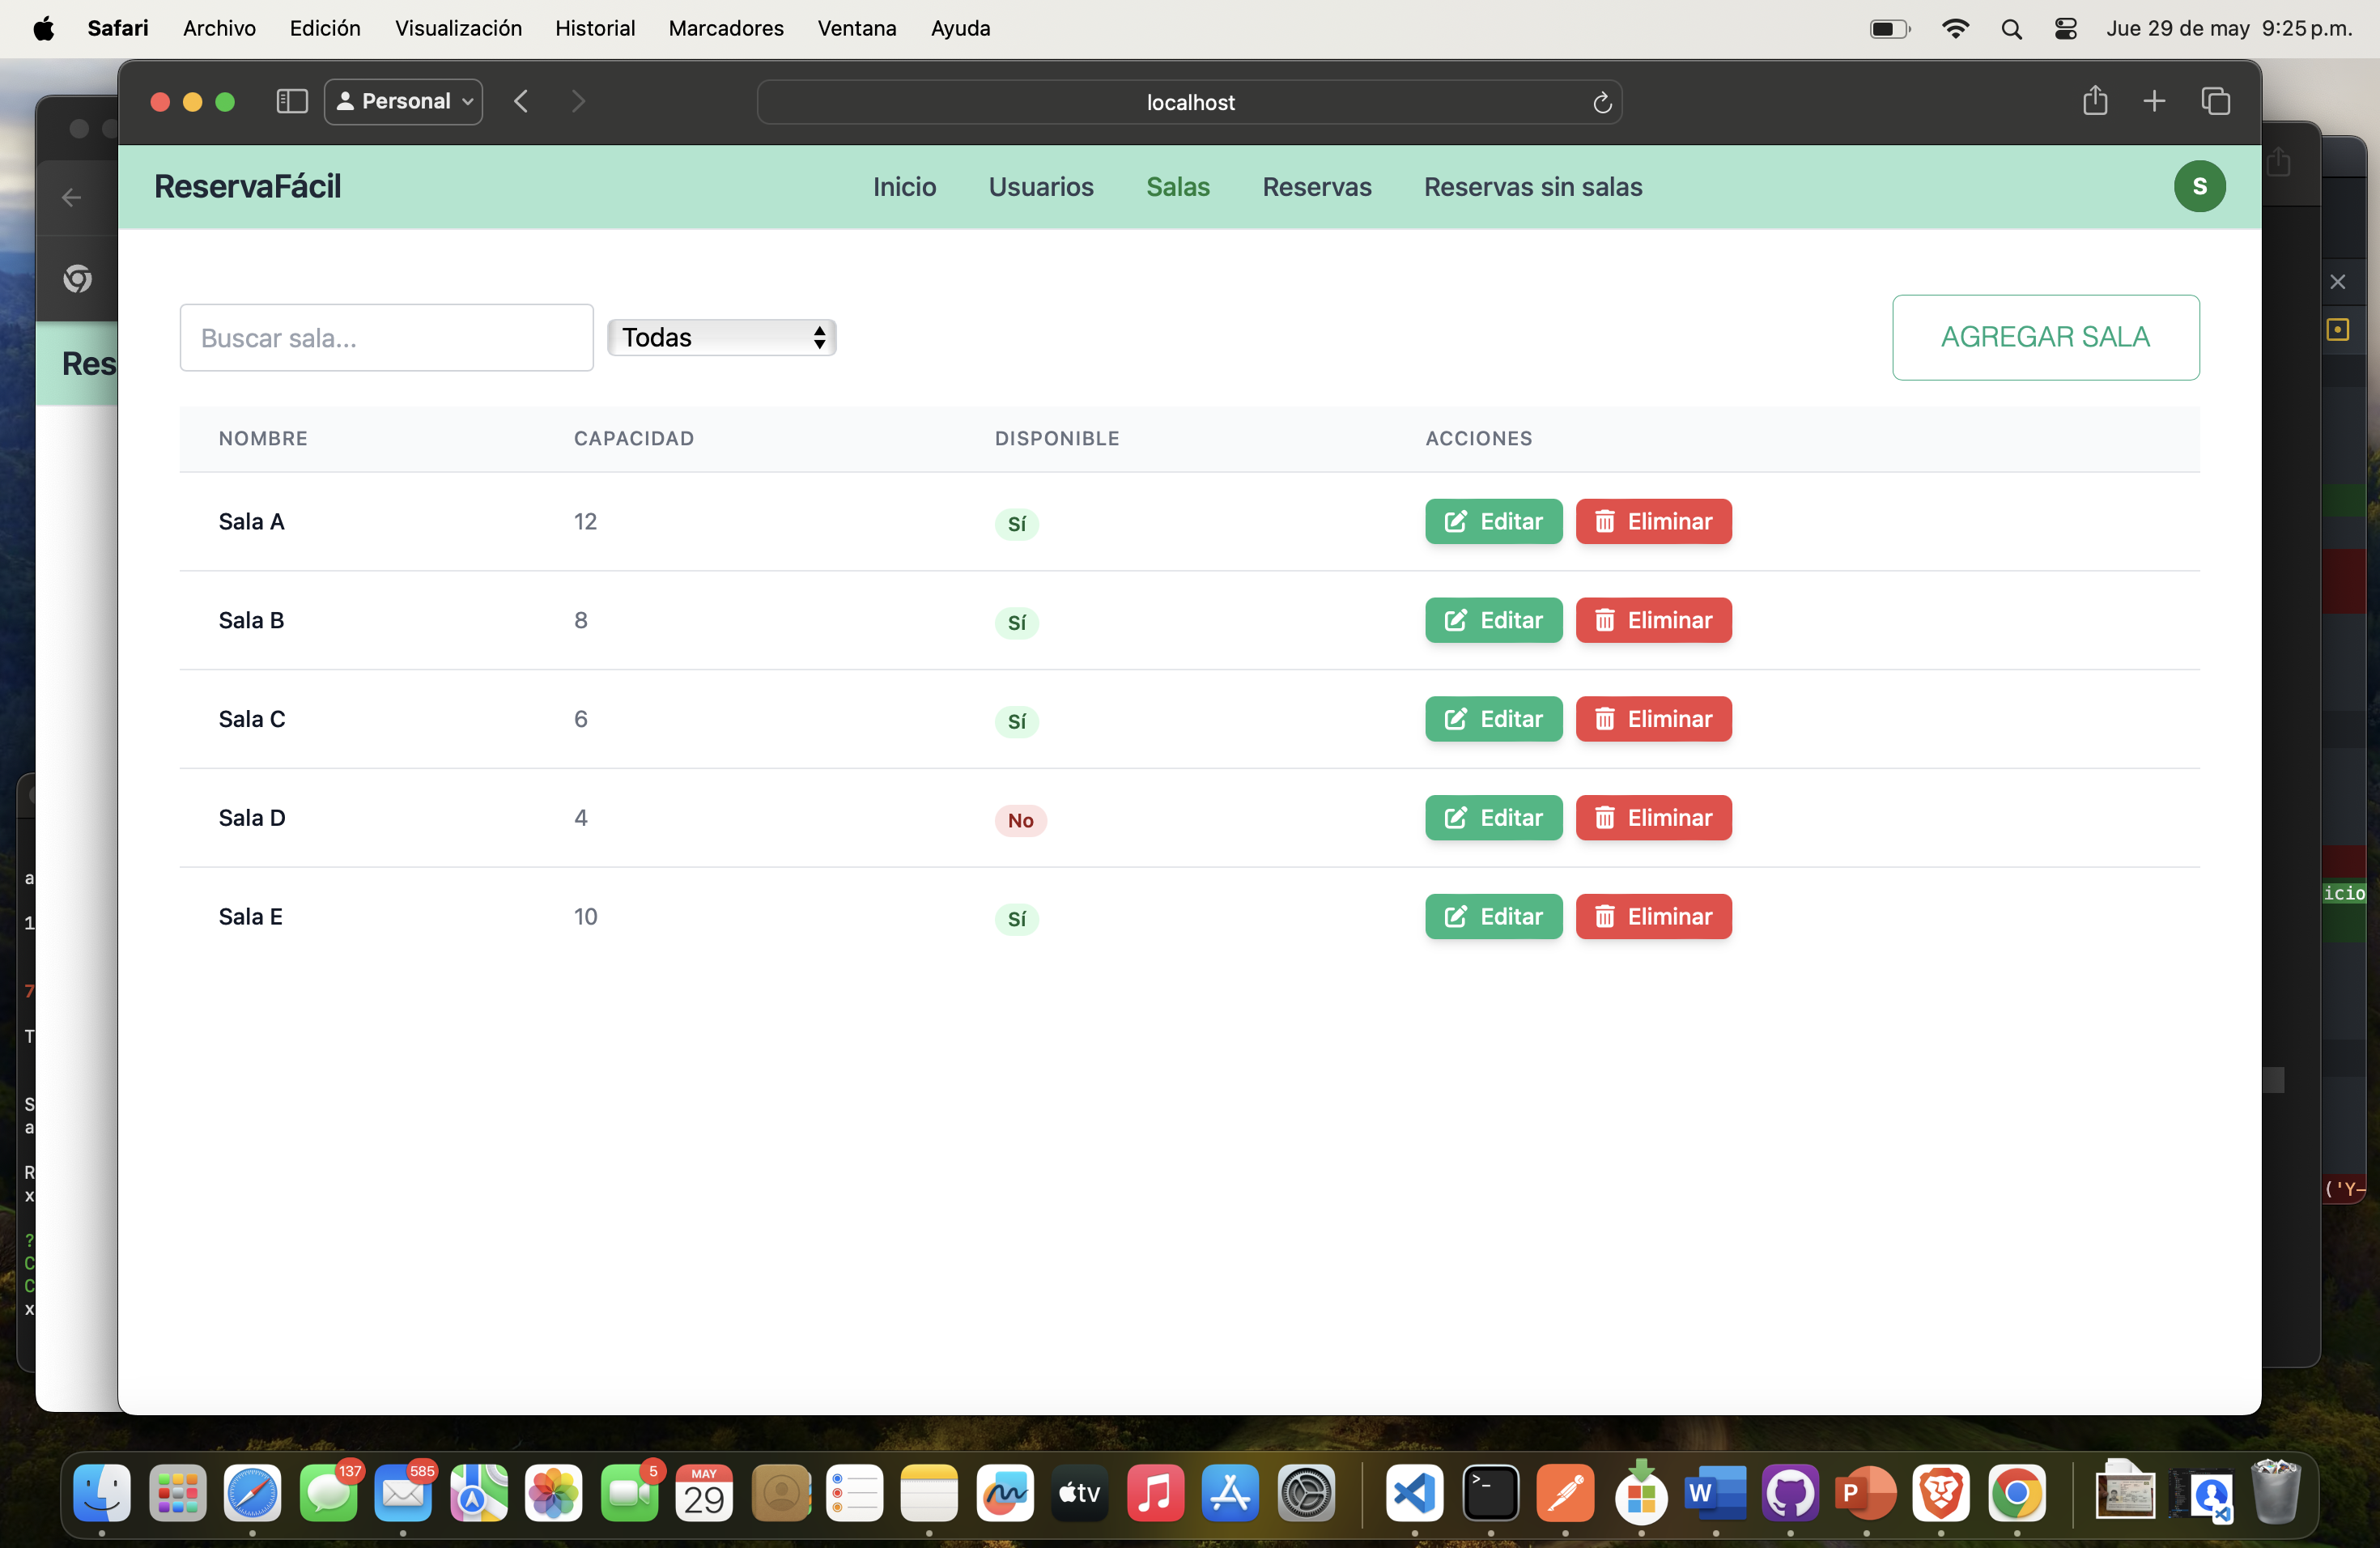 Safari Archivo Edición Visualización Historial Marcadores Ventana Ayuda Jue 29 de may 9:25 p.m.
Personal localhost
ReservaFácil Inicio Usuarios Salas Reservas Reservas sin salas S
Res
Buscar sala... Todas AGREGAR SALA
NOMBRE CAPACIDAD DISPONIBLE ACCIONES
Sala A 12 Sí Editar Eliminar
Sala B 8 Sí Editar Eliminar
Sala C 6 Sí Editar Eliminar
Sala D 4 No Editar Eliminar
a
icio
Sala E 10 Sí Editar Eliminar
1
7
T
S
a
R
x
('Y-
?
C
C
x
137 585 5 MAY
29 tv >_ W P